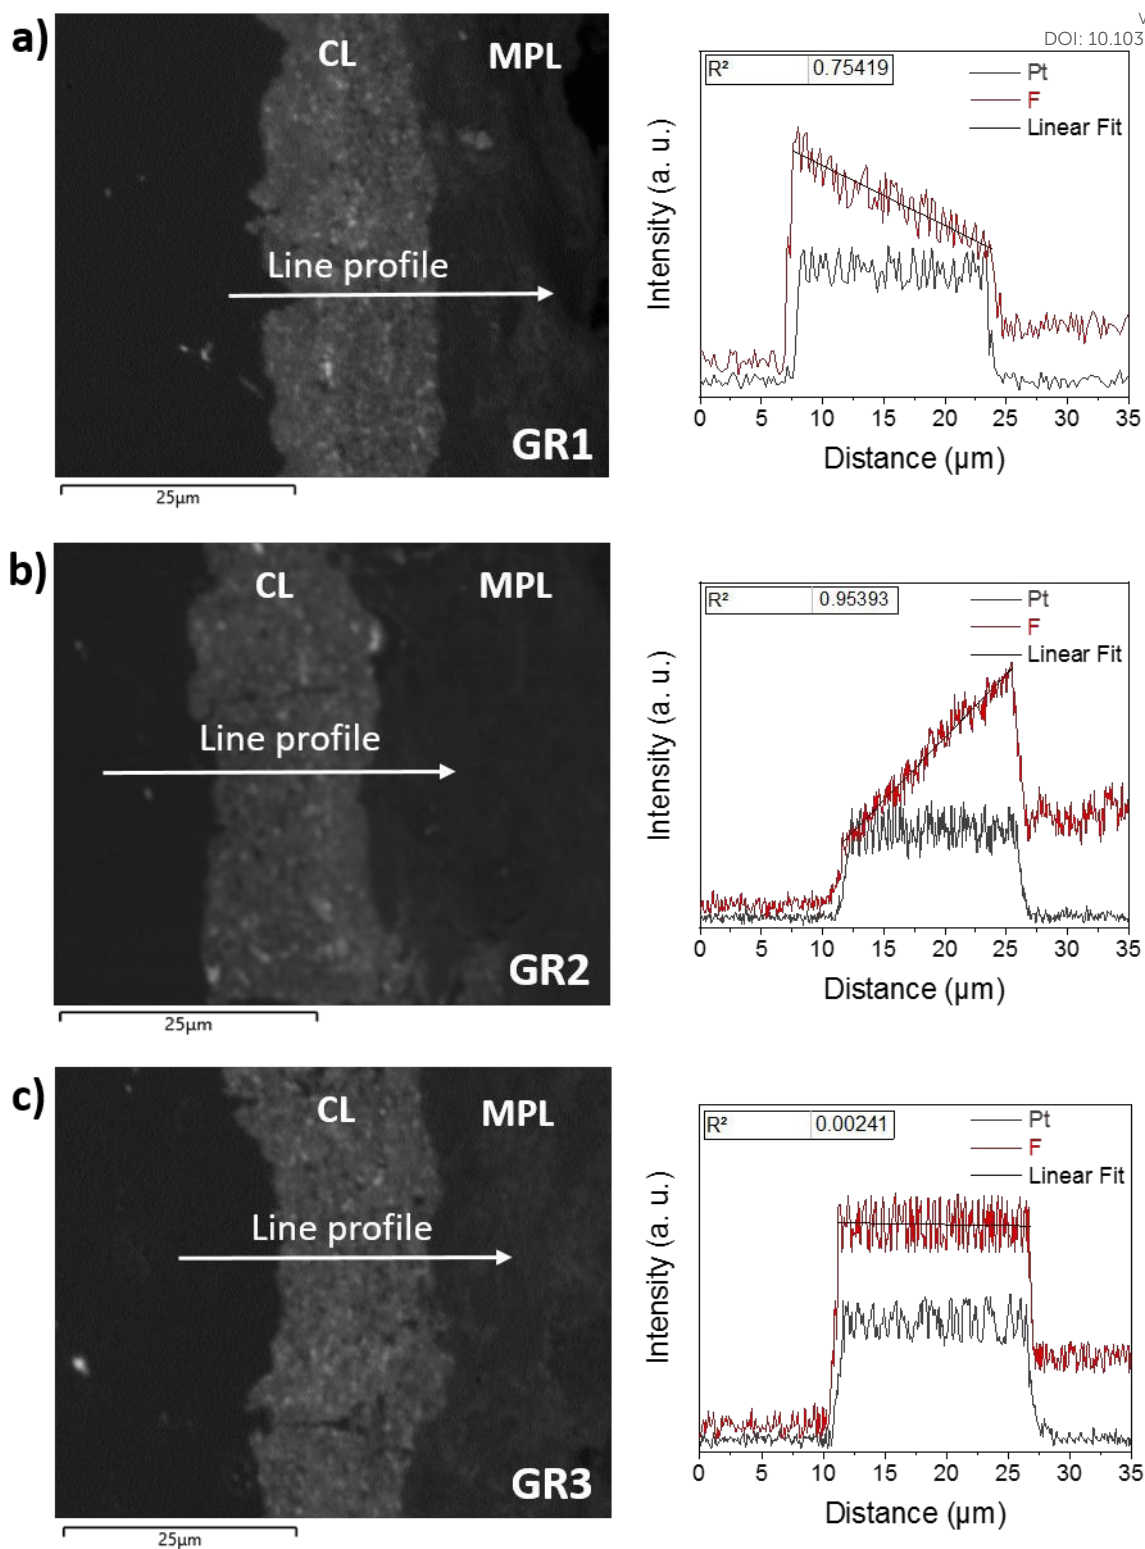 V
DOI: 10.103
a)
CL
MPL
Line profile
GR1
25µm
R² 0.75419
Pt
F
Linear Fit
Intensity (a. u.)
0 5 10 15 20 25 30 35
Distance (µm)
b)
CL
MPL
Line profile
GR2
25µm
R² 0.95393
Pt
F
Linear Fit
Intensity (a. u.)
0 5 10 15 20 25 30 35
Distance (µm)
c)
CL
MPL
Line profile
GR3
25µm
R² 0.00241
Pt
F
Linear Fit
Intensity (a. u.)
0 5 10 15 20 25 30 35
Distance (µm)